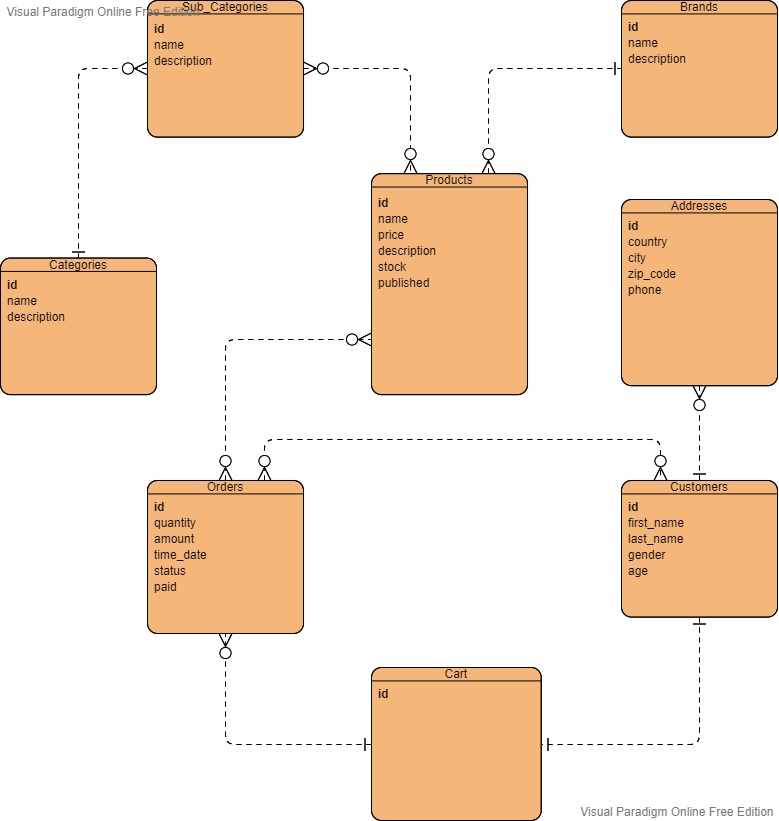 Visual Paradigm Online Free Edition
Sub_Categories
id
name
description
Brands
id
name
description
Products
id
name
price
description
stock
published
Addresses
id
country
city
zip_code
phone
Categories
id
name
description
Orders
id
quantity
amount
time_date
status
paid
Customers
id
first_name
last_name
gender
age
Cart
id
Visual Paradigm Online Free Edition